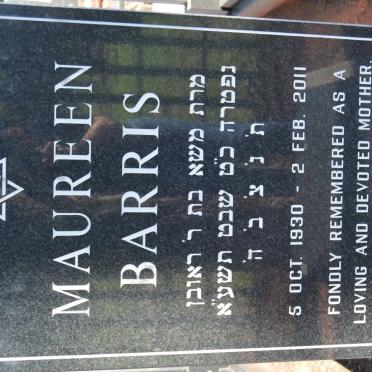 MAUREEN
BARRIS
מרת משא בת ר' ראובן
נפטרה כ"ט שבט תשע"א
ת' נ' צ' ב' ה'
5 OCT. 1930 - 2 FEB. 2011
FONDLY REMEMBERED AS A
LOVING AND DEVOTED MOTHER,